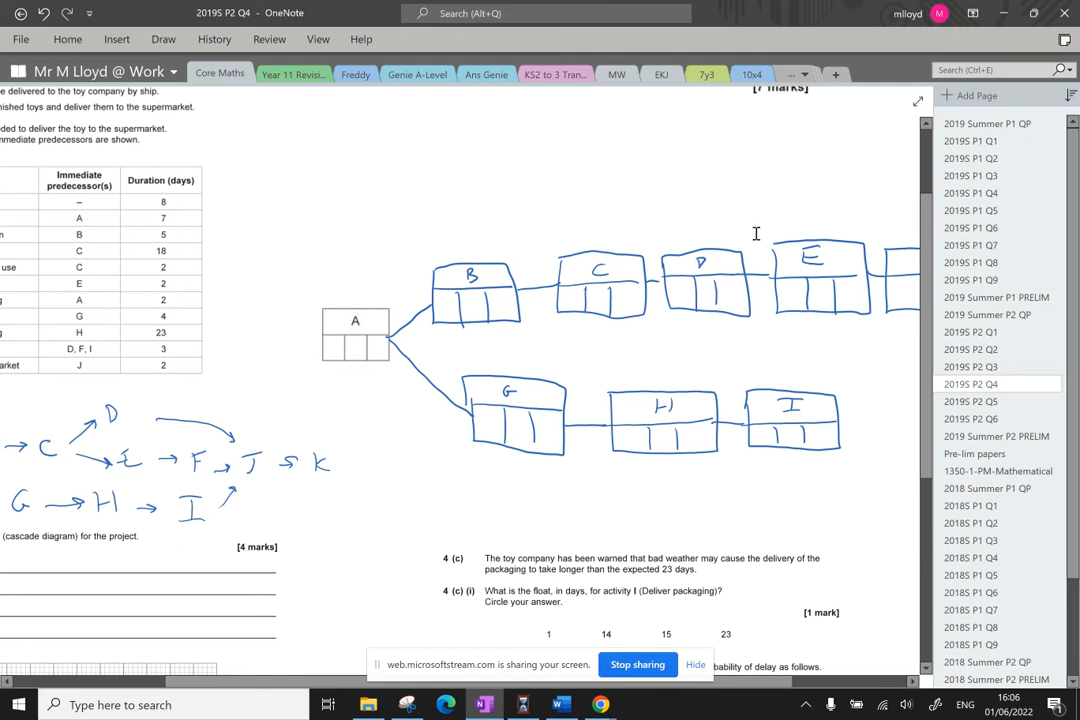 2019S P2 Q4 - OneNote
Search (Alt+Q)
mlloyd
M
File
Home
Insert
Draw
History
Review
View
Help
Mr M Lloyd @ Work
Core Maths
Year 11 Revisi...
Freddy
Genie A-Level
Ans Genie
KS2 to 3 Tran...
MW
EKJ
7y3
10x4
...
Search (Ctrl+E)
Add Page
2019 Summer P1 QP
2019S P1 Q1
2019S P1 Q2
2019S P1 Q3
2019S P1 Q4
2019S P1 Q5
2019S P1 Q6
2019S P1 Q7
2019S P1 Q8
2019S P1 Q9
2019 Summer P1 PRELIM
2019 Summer P2 QP
2019S P2 Q1
2019S P2 Q2
2019S P2 Q3
2019S P2 Q4
2019S P2 Q5
2019S P2 Q6
2019 Summer P2 PRELIM
Pre-lim papers
1350-1-PM-Mathematical
2018 Summer P1 QP
2018S P1 Q1
2018S P1 Q2
2018S P1 Q3
2018S P1 Q4
2018S P1 Q5
2018S P1 Q6
2018S P1 Q7
2018S P1 Q8
2018S P1 Q9
2018 Summer P2 QP
2018 Summer P2 PRELIM
e delivered to the toy company by ship.
nished toys and deliver them to the supermarket.
ded to deliver the toy to the supermarket.
mmediate predecessors are shown.
[7 marks]
Immediate predecessor(s) Duration (days)
– 8
A 7
n B 5
C 18
use C 2
E 2
g A 2
G 4
g H 23
D, F, I 3
arket J 2
B C D E
A
G H I
D
→ C
E → F → J → K
G → H → I
(cascade diagram) for the project.
[4 marks]
4 (c) The toy company has been warned that bad weather may cause the delivery of the
packaging to take longer than the expected 23 days.
4 (c) (i) What is the float, in days, for activity I (Deliver packaging)?
Circle your answer.
[1 mark]
1 14 15 23
bability of delay as follows.
web.microsoftstream.com is sharing your screen.
Stop sharing
Hide
Type here to search
ENG
16:06
01/06/2022